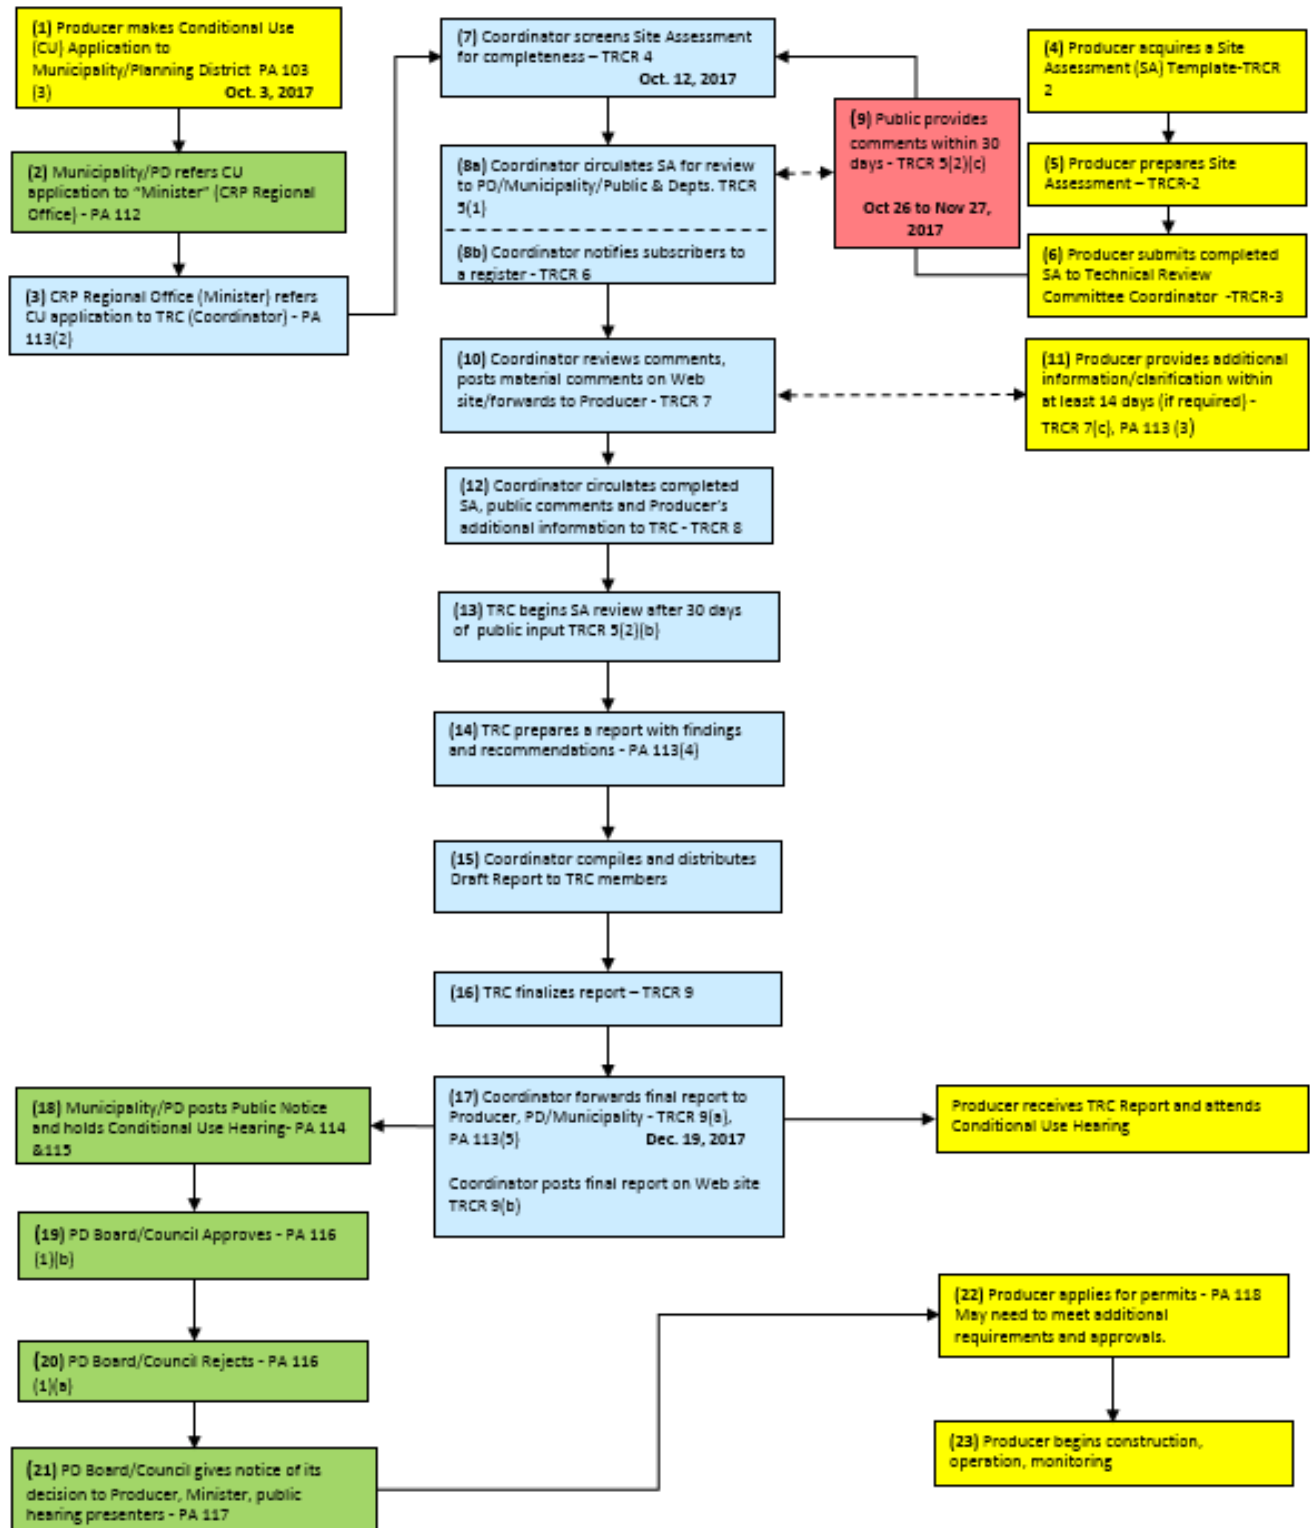 (1) Producer makes Conditional Use
(CU) Application to
Municipality/Planning District PA 103
(3) Oct. 3, 2017
(2) Municipality/PD refers CU
application to "Minister" (CRP Regional
Office) - PA 112
(3) CRP Regional Office (Minister) refers
CU application to TRC (Coordinator) - PA
113(2)
(4) Producer acquires a Site
Assessment (SA) Template-TRCR
2
(5) Producer prepares Site
Assessment – TRCR-2
(6) Producer submits completed
SA to Technical Review
Committee Coordinator -TRCR-3
(7) Coordinator screens Site Assessment
for completeness – TRCR 4
Oct. 12, 2017
(8a) Coordinator circulates SA for review
to PD/Municipality/Public & Depts. TRCR
5(1)
(8b) Coordinator notifies subscribers to
a register - TRCR 6
(9) Public provides
comments within 30
days - TRCR 5(2)(c)
Oct 26 to Nov 27,
2017
(10) Coordinator reviews comments,
posts material comments on Web
site/forwards to Producer - TRCR 7
(11) Producer provides additional
information/clarification within
at least 14 days (if required) -
TRCR 7(c), PA 113 (3)
(12) Coordinator circulates completed
SA, public comments and Producer's
additional information to TRC - TRCR 8
(13) TRC begins SA review after 30 days
of public input TRCR 5(2)(b)
(14) TRC prepares a report with findings
and recommendations - PA 113(4)
(15) Coordinator compiles and distributes
Draft Report to TRC members
(16) TRC finalizes report – TRCR 9
(17) Coordinator forwards final report to
Producer, PD/Municipality - TRCR 9(a),
PA 113(5) Dec. 19, 2017
Coordinator posts final report on Web site
TRCR 9(b)
Producer receives TRC Report and attends
Conditional Use Hearing
(18) Municipality/PD posts Public Notice
and holds Conditional Use Hearing- PA 114
&115
(19) PD Board/Council Approves - PA 116
(1)(b)
(20) PD Board/Council Rejects - PA 116
(1)(a)
(21) PD Board/Council gives notice of its
decision to Producer, Minister, public
hearing presenters - PA 117
(22) Producer applies for permits - PA 118
May need to meet additional
requirements and approvals.
(23) Producer begins construction,
operation, monitoring